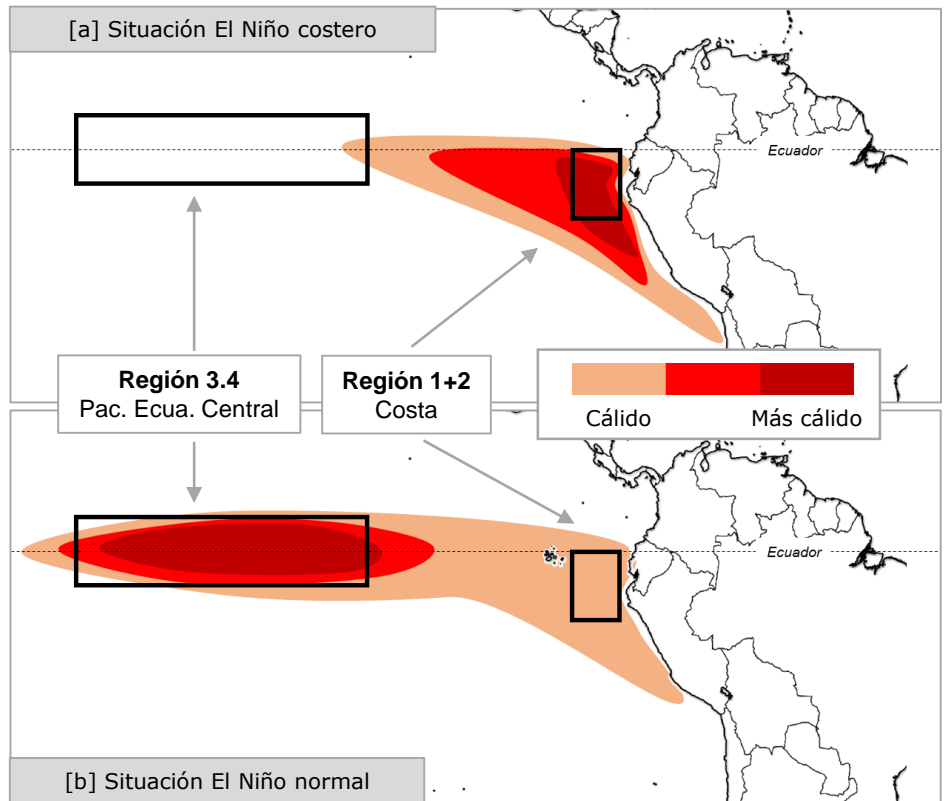 [a] Situación El Niño costero
Ecuador
Región 3.4
Pac. Ecua. Central
Región 1+2
Costa
Cálido
Más cálido
Ecuador
[b] Situación El Niño normal